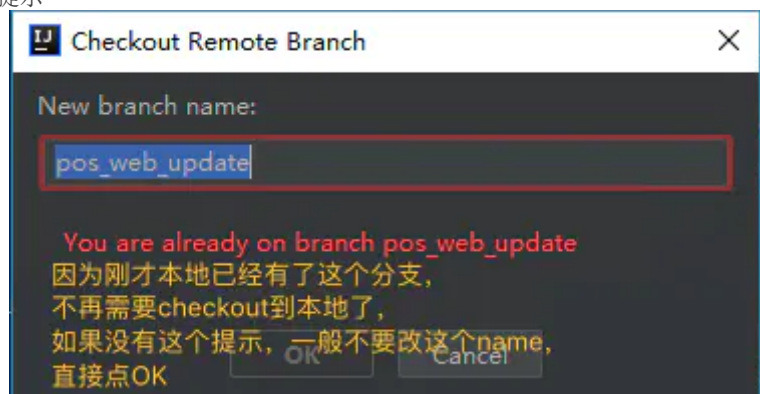 提示
Checkout Remote Branch
New branch name:
pos_web_update
You are already on branch pos_web_update
因为刚才本地已经有了这个分支，
不再需要checkout到本地了，
如果没有这个提示，一般不要改这个name，
直接点OK
OK
Cancel